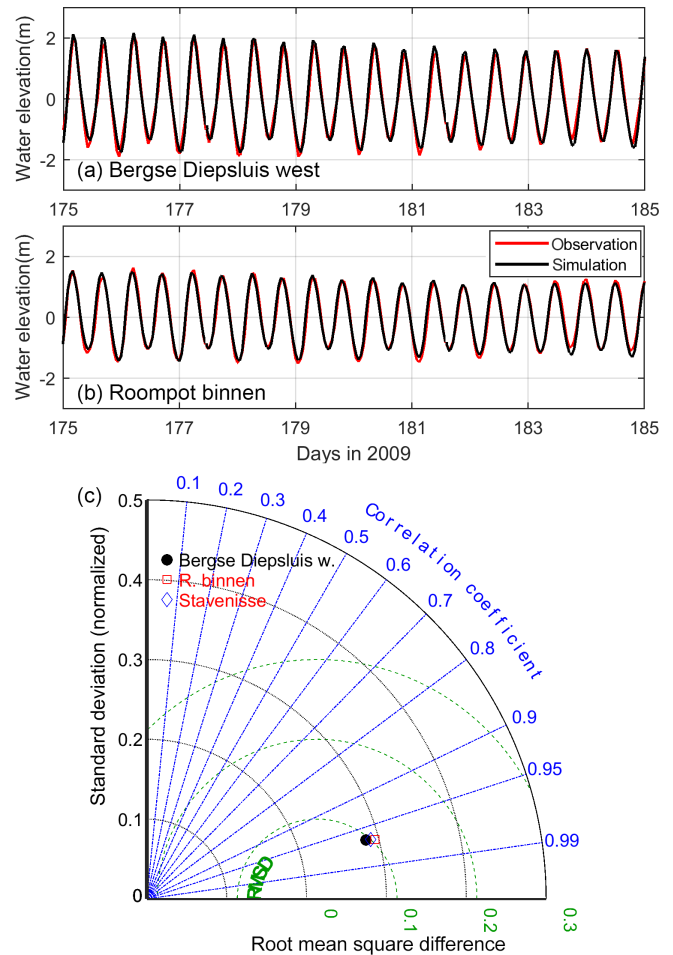 Water elevation(m)
2
0
-2
(a) Bergse Diepsluis west
175
177
179
181
183
185
Water elevation(m)
2
0
-2
(b) Roompot binnen
Observation
Simulation
175
177
179
181
183
185
Days in 2009
(c)
Standard deviation (normalized)
0.5
0.4
0.3
0.2
0.1
0
0.1
0.2
0.3
0.4
0.5
0.6
0.7
0.8
0.9
0.95
0.99
Correlation coefficient
Bergse Diepsluis w.
R. binnen
Stavenisse
RMSD
0
0.1
0.2
0.3
Root mean square difference